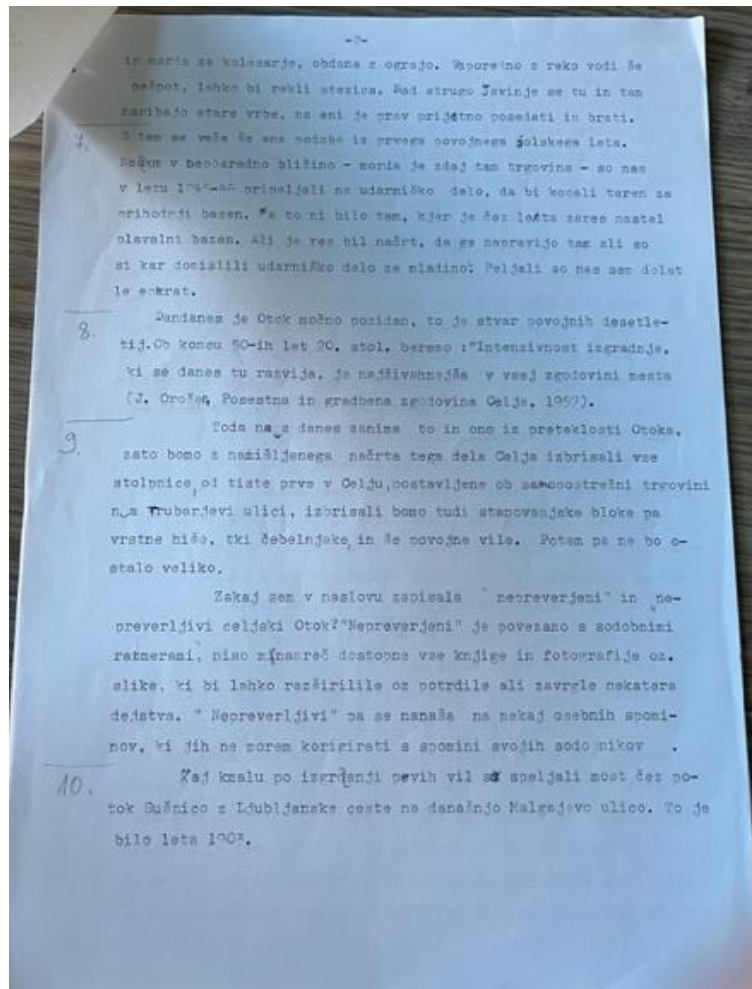 -2-
in morda za kolesarje, obdana z ograjo. Vzporedno z reko vodi še
pešpot, lahko bi rekli stezica. Nad strugo Savinje se tu in tam
nagibajo stare vrbe, na eni je prav prijetno posedati in brati.
7.
S tem se veže še ena podoba iz prvega povojnega šolskega leta.
Nekam v neposredno bližino - morda je zdaj tam trgovina - so nas
v letu pripeljali na udarniško delo, da bi kopali teren za
prihodnji bazen. to ni bilo tam, kjer je čez leta zares nastal
plavalni bazen. Ali je res bil načrt, da ga napravijo tam ali so
si kar domislili udarniško delo za mladino? Peljali so nas sem delat
le enkrat.
8.
Dandanes je Otok močno pozidan, to je stvar povojnih desetle-
tij. Ob koncu 50-ih let 20. stol. beremo :"Intenzivnost izgradnje,
ki se danes tu razvija, je najživahnejša v vsej zgodovini mesta
(J. Orožen, Posestna in gradbena zgodovina Celja, 1957).
9.
Toda nas danes zanima to in ono iz preteklosti Otoka,
zato bomo z namišljenega načrta tega dela Celja izbrisali vse
stolpnice, od tiste prve v Celju, postavljene ob samopostrežni trgovini
na Trubarjevi ulici, izbrisali bomo tudi stanovanjske bloke pa
vrstne hiše, tki čebelnjake, in še povojne vile. Potem pa ne bo o-
stalo veliko.
Zakaj sem v naslovu zapisala " nepreverjeni" in "ne-
preverljivi celjski Otok?"Nepreverjeni" je povezano s sodobnimi
razmerami, niso namreč dostopne vse knjige in fotografije oz.
slike, ki bi lahko razširilile oz potrdile ali zavrgle nekatera
dejstva. " Nepreverljivi" pa se nanaša na nekaj osebnih spomi-
nov, ki jih ne morem korigirati s spomini svojih sodobnikov .
10.
Kaj kmalu po izgrdanji pevih vil so speljali most čez po-
tok Sušnico z Ljubljanske ceste na današnjo Malgajevo ulico. To je
bilo leta